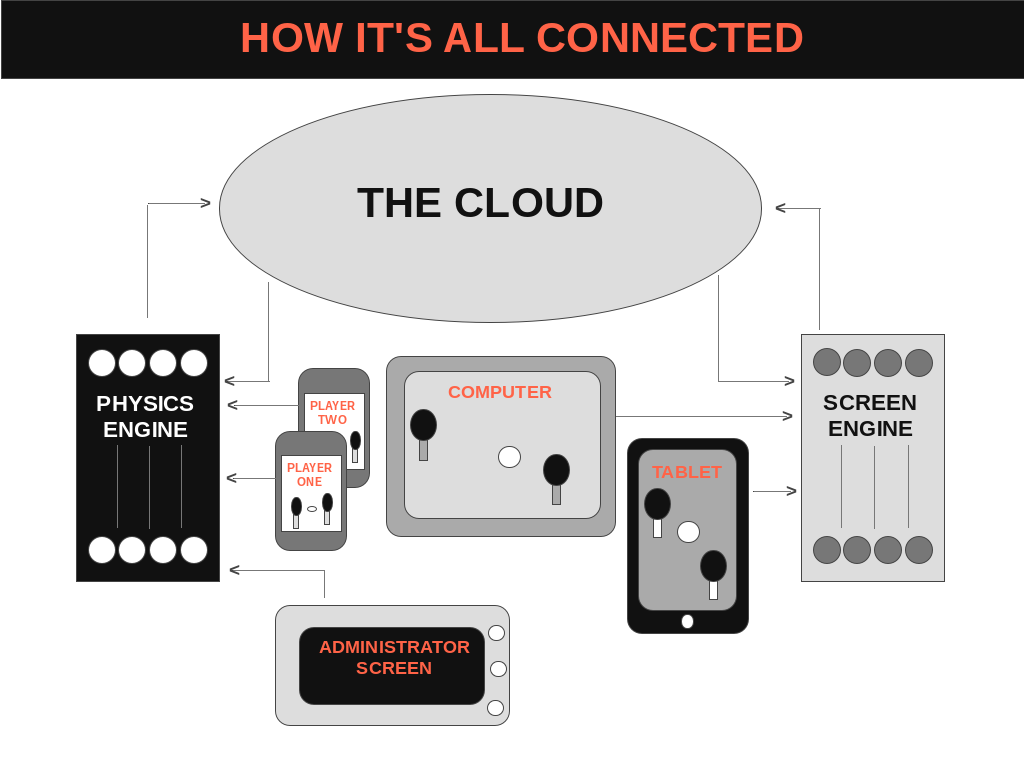 HOW IT'S ALL CONNECTED
THE CLOUD
PHYSICS
ENGINE
PLAYER
TWO
PLAYER
ONE
COMPUTER
TABLET
SCREEN
ENGINE
ADMINISTRATOR
SCREEN